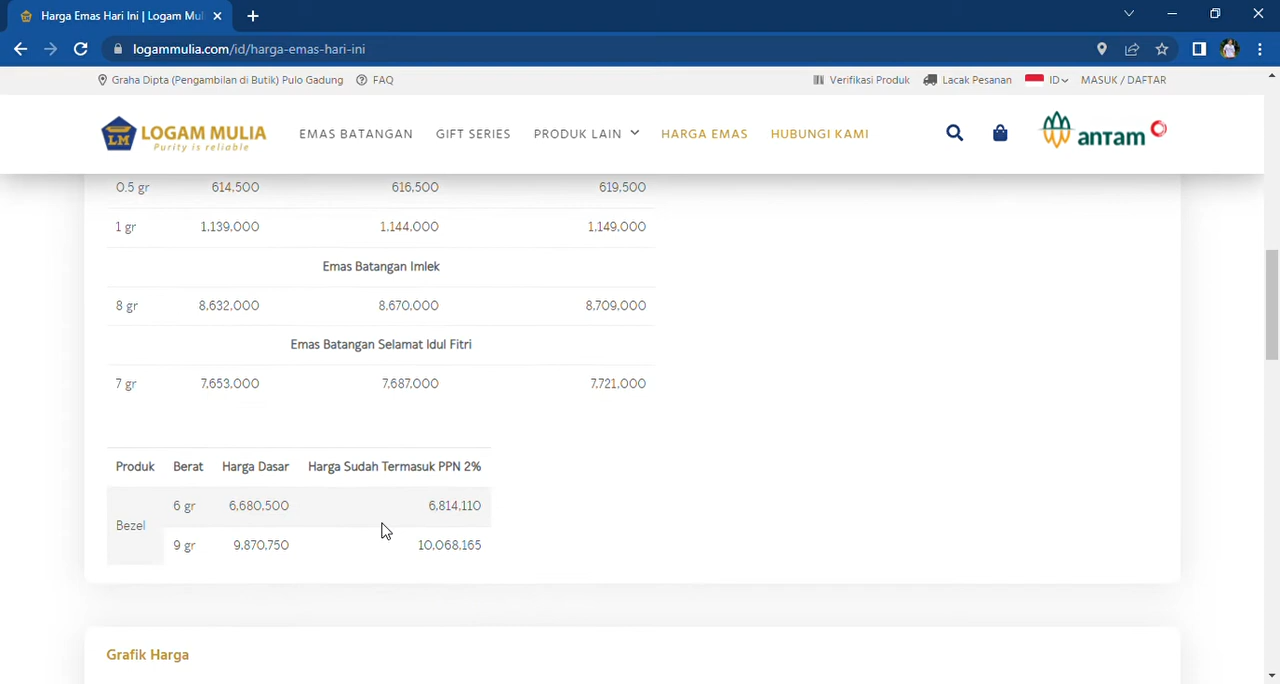 Harga Emas Hari Ini | Logam Mul
logammulia.com/id/harga-emas-hari-ini
Graha Dipta (Pengambilan di Butik) Pulo Gadung FAQ Verifikasi Produk Lacak Pesanan ID MASUK / DAFTAR
LM LOGAM MULIA
Purity is reliable
EMAS BATANGAN GIFT SERIES PRODUK LAIN HARGA EMAS HUBUNGI KAMI
antam
0.5 gr 614.500 616.500 619.500
1 gr 1.139.000 1.144.000 1.149.000
Emas Batangan Imlek
8 gr 8.632.000 8.670.000 8.709.000
Emas Batangan Selamat Idul Fitri
7 gr 7.653.000 7.687.000 7.721.000
Produk Berat Harga Dasar Harga Sudah Termasuk PPN 2%
6 gr 6,680,500 6,814,110
Bezel
9 gr 9,870,750 10,068,165
Grafik Harga